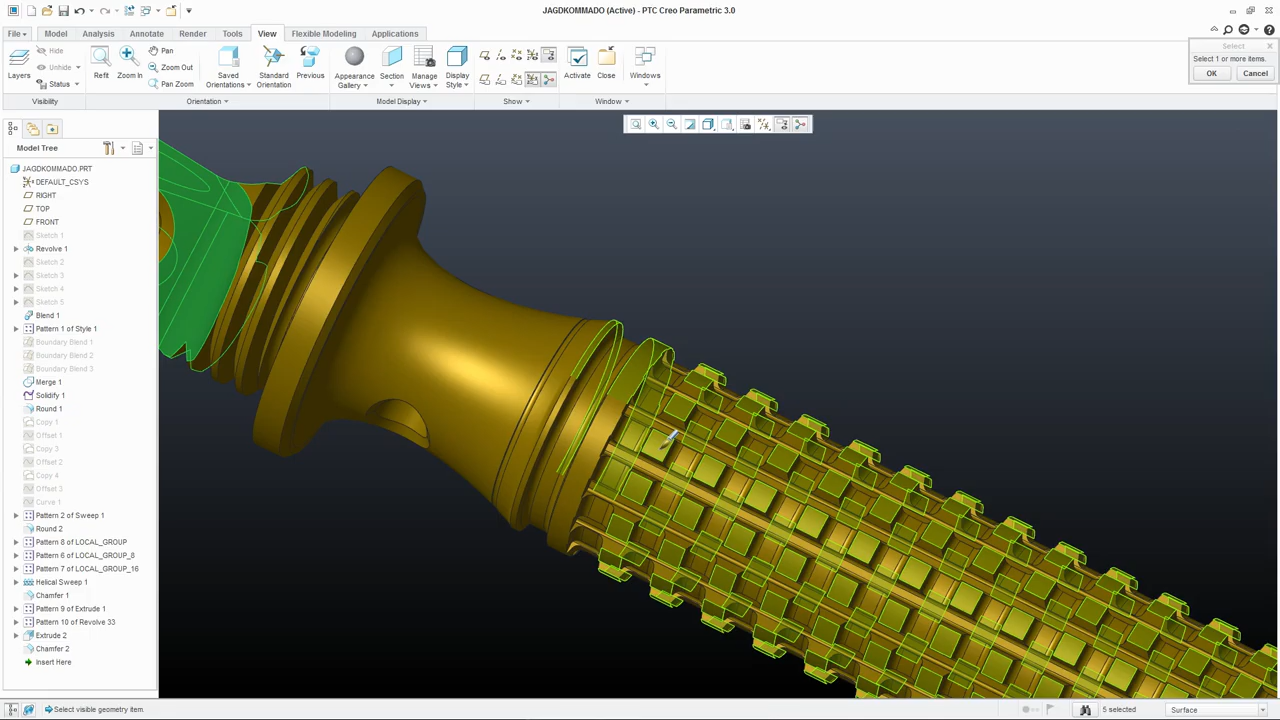 JAGDKOMMADO (Active) - PTC Creo Parametric 3.0
File
Model
Analysis
Annotate
Render
Tools
View
Flexible Modeling
Applications
Layers
Hide
Unhide
Status
Visibility
Refit
Zoom In
Pan
Zoom Out
Pan Zoom
Saved
Orientations
Standard
Orientation
Previous
Orientation
Appearance
Gallery
Section
Manage
Views
Display
Style
Model Display
Show
Activate
Close
Windows
Window
Select
Select 1 or more items.
OK
Cancel
Model Tree
JAGDKOMMADO.PRT
DEFAULT_CSYS
RIGHT
TOP
FRONT
Sketch 1
Revolve 1
Sketch 2
Sketch 3
Sketch 4
Sketch 5
Blend 1
Pattern 1 of Style 1
Boundary Blend 1
Boundary Blend 2
Boundary Blend 3
Merge 1
Solidify 1
Round 1
Copy 1
Offset 1
Copy 3
Offset 2
Copy 4
Offset 3
Curve 1
Pattern 2 of Sweep 1
Round 2
Pattern 8 of LOCAL_GROUP
Pattern 6 of LOCAL_GROUP_8
Pattern 7 of LOCAL_GROUP_16
Helical Sweep 1
Chamfer 1
Pattern 9 of Extrude 1
Pattern 10 of Revolve 33
Extrude 2
Chamfer 2
Insert Here
Select visible geometry item.
5 selected
Surface